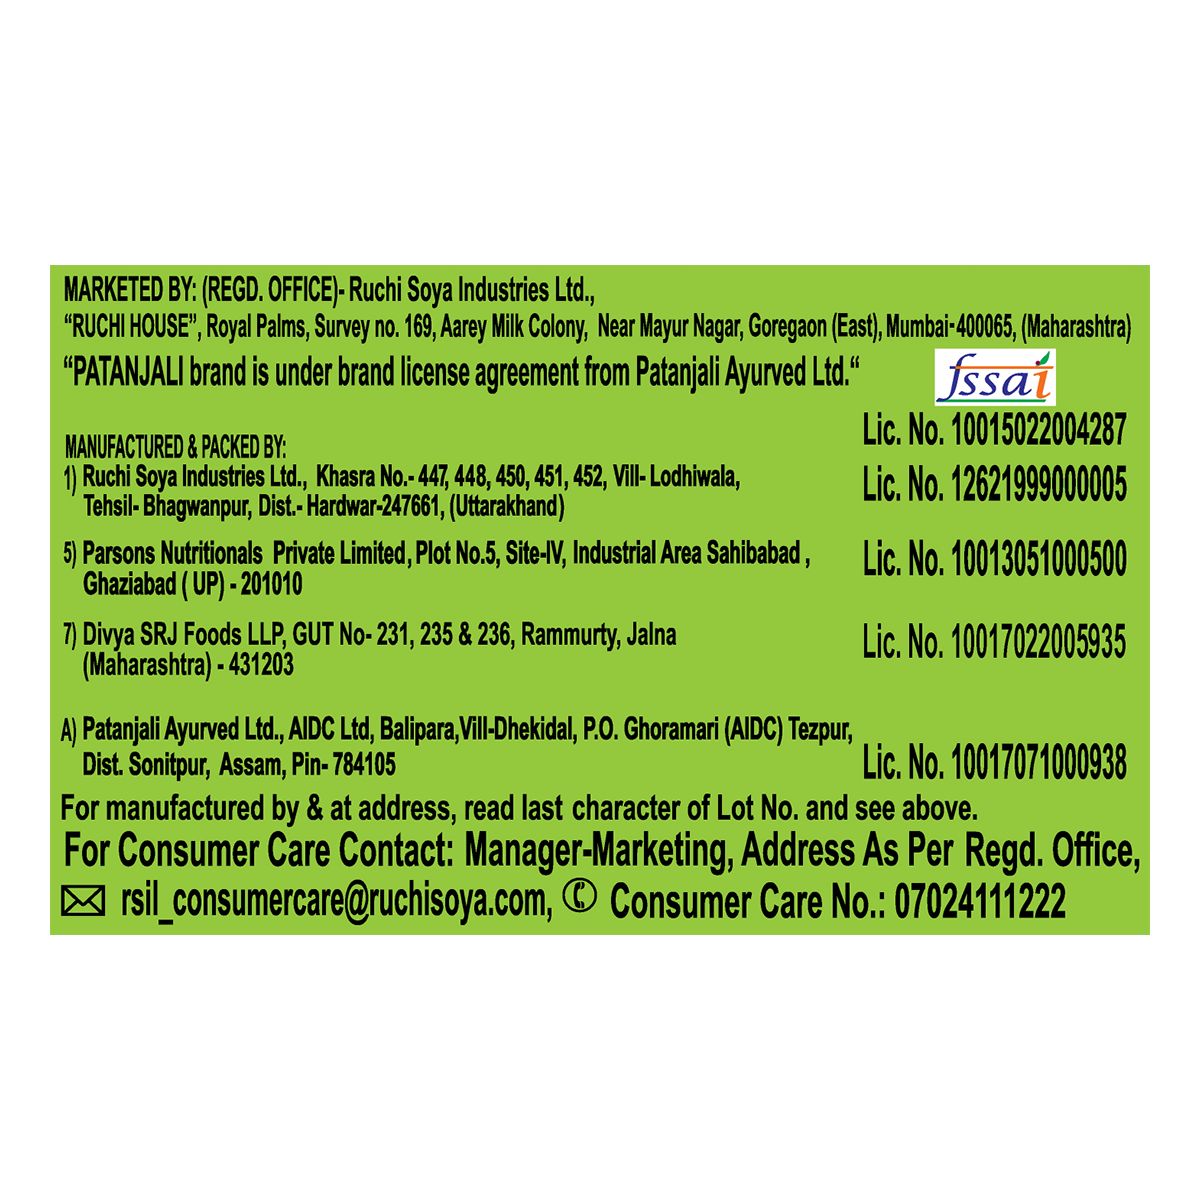 MARKETED BY: (REGD. OFFICE)- Ruchi Soya Industries Ltd.,
“RUCHI HOUSE”, Royal Palms, Survey no. 169, Aarey Milk Colony, Near Mayur Nagar, Goregaon (East), Mumbai-400065, (Maharashtra)
“PATANJALI brand is under brand license agreement from Patanjali Ayurved Ltd.“
fssai
Lic. No. 10015022004287
MANUFACTURED & PACKED BY:
1) Ruchi Soya Industries Ltd., Khasra No.- 447, 448, 450, 451, 452, Vill- Lodhiwala, Lic. No. 12621999000005
Tehsil- Bhagwanpur, Dist.- Hardwar-247661, (Uttarakhand)
5) Parsons Nutritionals Private Limited, Plot No.5, Site-IV, Industrial Area Sahibabad , Lic. No. 10013051000500
Ghaziabad ( UP) - 201010
7) Divya SRJ Foods LLP, GUT No- 231, 235 & 236, Rammurty, Jalna Lic. No. 10017022005935
(Maharashtra) - 431203
A) Patanjali Ayurved Ltd., AIDC Ltd, Balipara,Vill-Dhekidal, P.O. Ghoramari (AIDC) Tezpur,
Dist. Sonitpur, Assam, Pin- 784105 Lic. No. 10017071000938
For manufactured by & at address, read last character of Lot No. and see above.
For Consumer Care Contact: Manager-Marketing, Address As Per Regd. Office,
rsil_consumercare@ruchisoya.com, Consumer Care No.: 07024111222